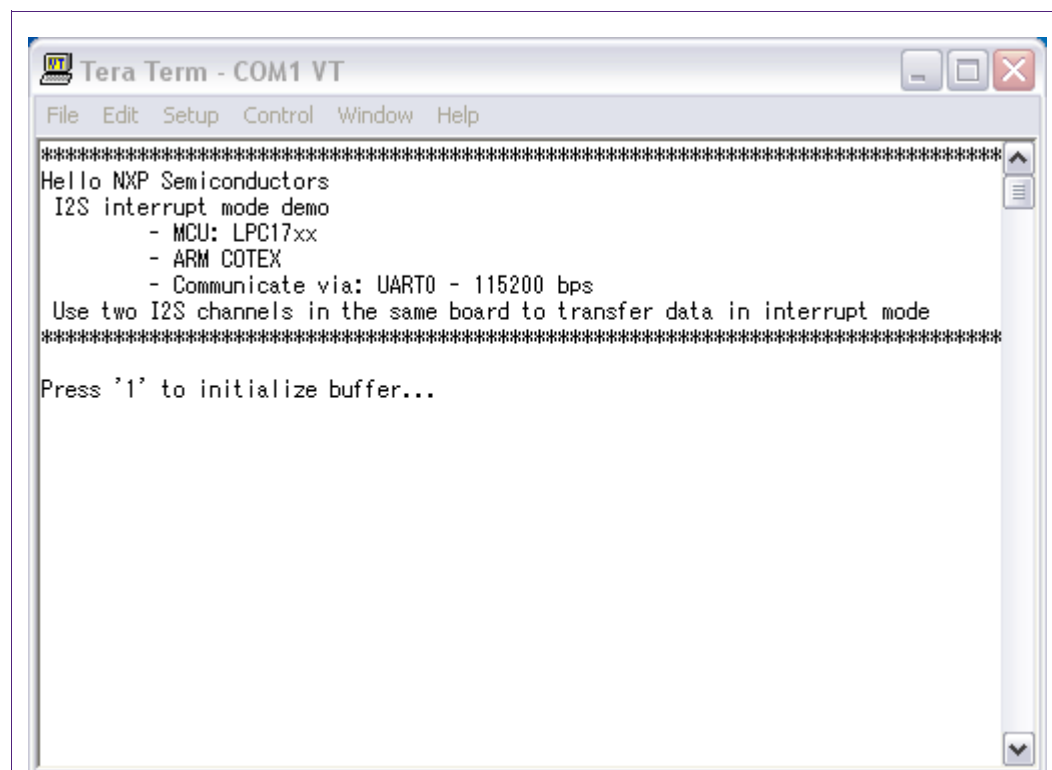 Tera Term - COM1 VT
File Edit Setup Control Window Help
********************************************************************************
Hello NXP Semiconductors
 I2S interrupt mode demo
         - MCU: LPC17xx
         - ARM COTEX
         - Communicate via: UART0 - 115200 bps
 Use two I2S channels in the same board to transfer data in interrupt mode
********************************************************************************
Press '1' to initialize buffer...